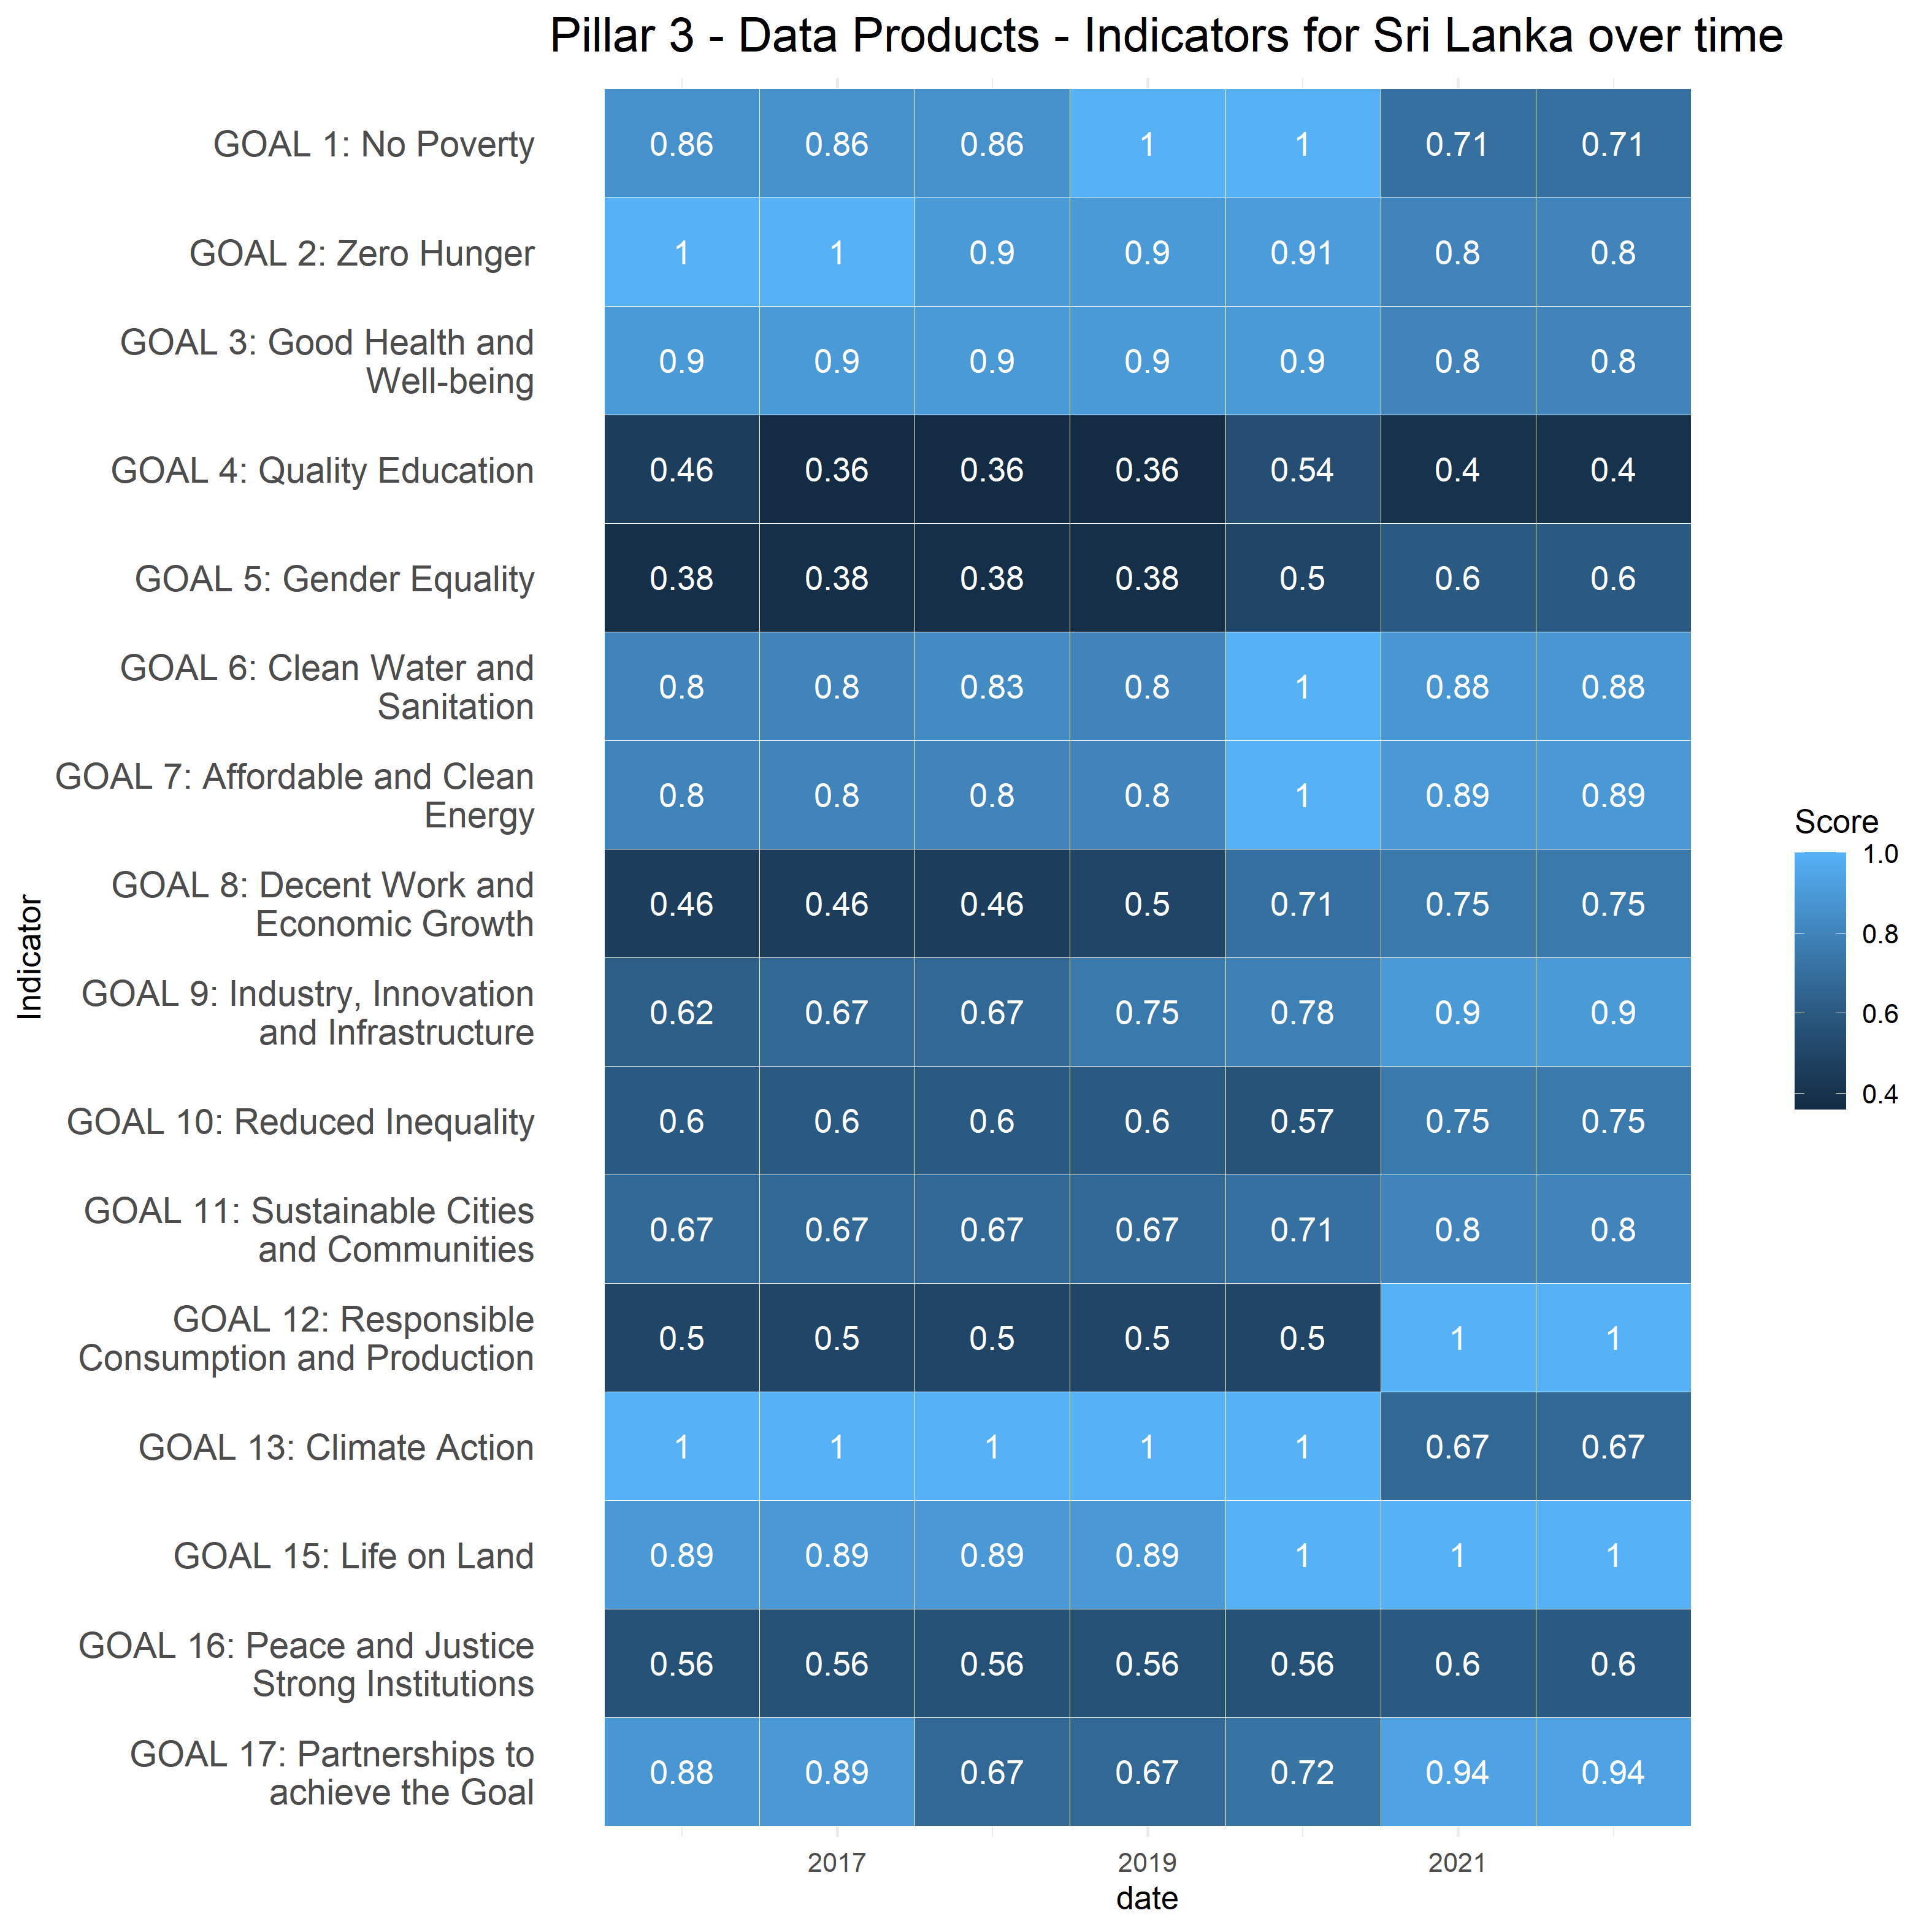 Pillar 3 - Data Products - Indicators for Sri Lanka over time
GOAL 1: No Poverty
0.86 0.86 0.86 1 1 0.71 0.71
GOAL 2: Zero Hunger
1 1 0.9 0.9 0.91 0.8 0.8
GOAL 3: Good Health and
Well-being
0.9 0.9 0.9 0.9 0.9 0.8 0.8
GOAL 4: Quality Education
0.46 0.36 0.36 0.36 0.54 0.4 0.4
GOAL 5: Gender Equality
0.38 0.38 0.38 0.38 0.5 0.6 0.6
GOAL 6: Clean Water and
Sanitation
0.8 0.8 0.83 0.8 1 0.88 0.88
GOAL 7: Affordable and Clean
Energy
0.8 0.8 0.8 0.8 1 0.89 0.89
GOAL 8: Decent Work and
Economic Growth
0.46 0.46 0.46 0.5 0.71 0.75 0.75
GOAL 9: Industry, Innovation
and Infrastructure
0.62 0.67 0.67 0.75 0.78 0.9 0.9
GOAL 10: Reduced Inequality
0.6 0.6 0.6 0.6 0.57 0.75 0.75
GOAL 11: Sustainable Cities
and Communities
0.67 0.67 0.67 0.67 0.71 0.8 0.8
GOAL 12: Responsible
Consumption and Production
0.5 0.5 0.5 0.5 0.5 1 1
GOAL 13: Climate Action
1 1 1 1 1 0.67 0.67
GOAL 15: Life on Land
0.89 0.89 0.89 0.89 1 1 1
GOAL 16: Peace and Justice
Strong Institutions
0.56 0.56 0.56 0.56 0.56 0.6 0.6
GOAL 17: Partnerships to
achieve the Goal
0.88 0.89 0.67 0.67 0.72 0.94 0.94
2017 2019 2021
date
Indicator
Score
1.0
0.8
0.6
0.4